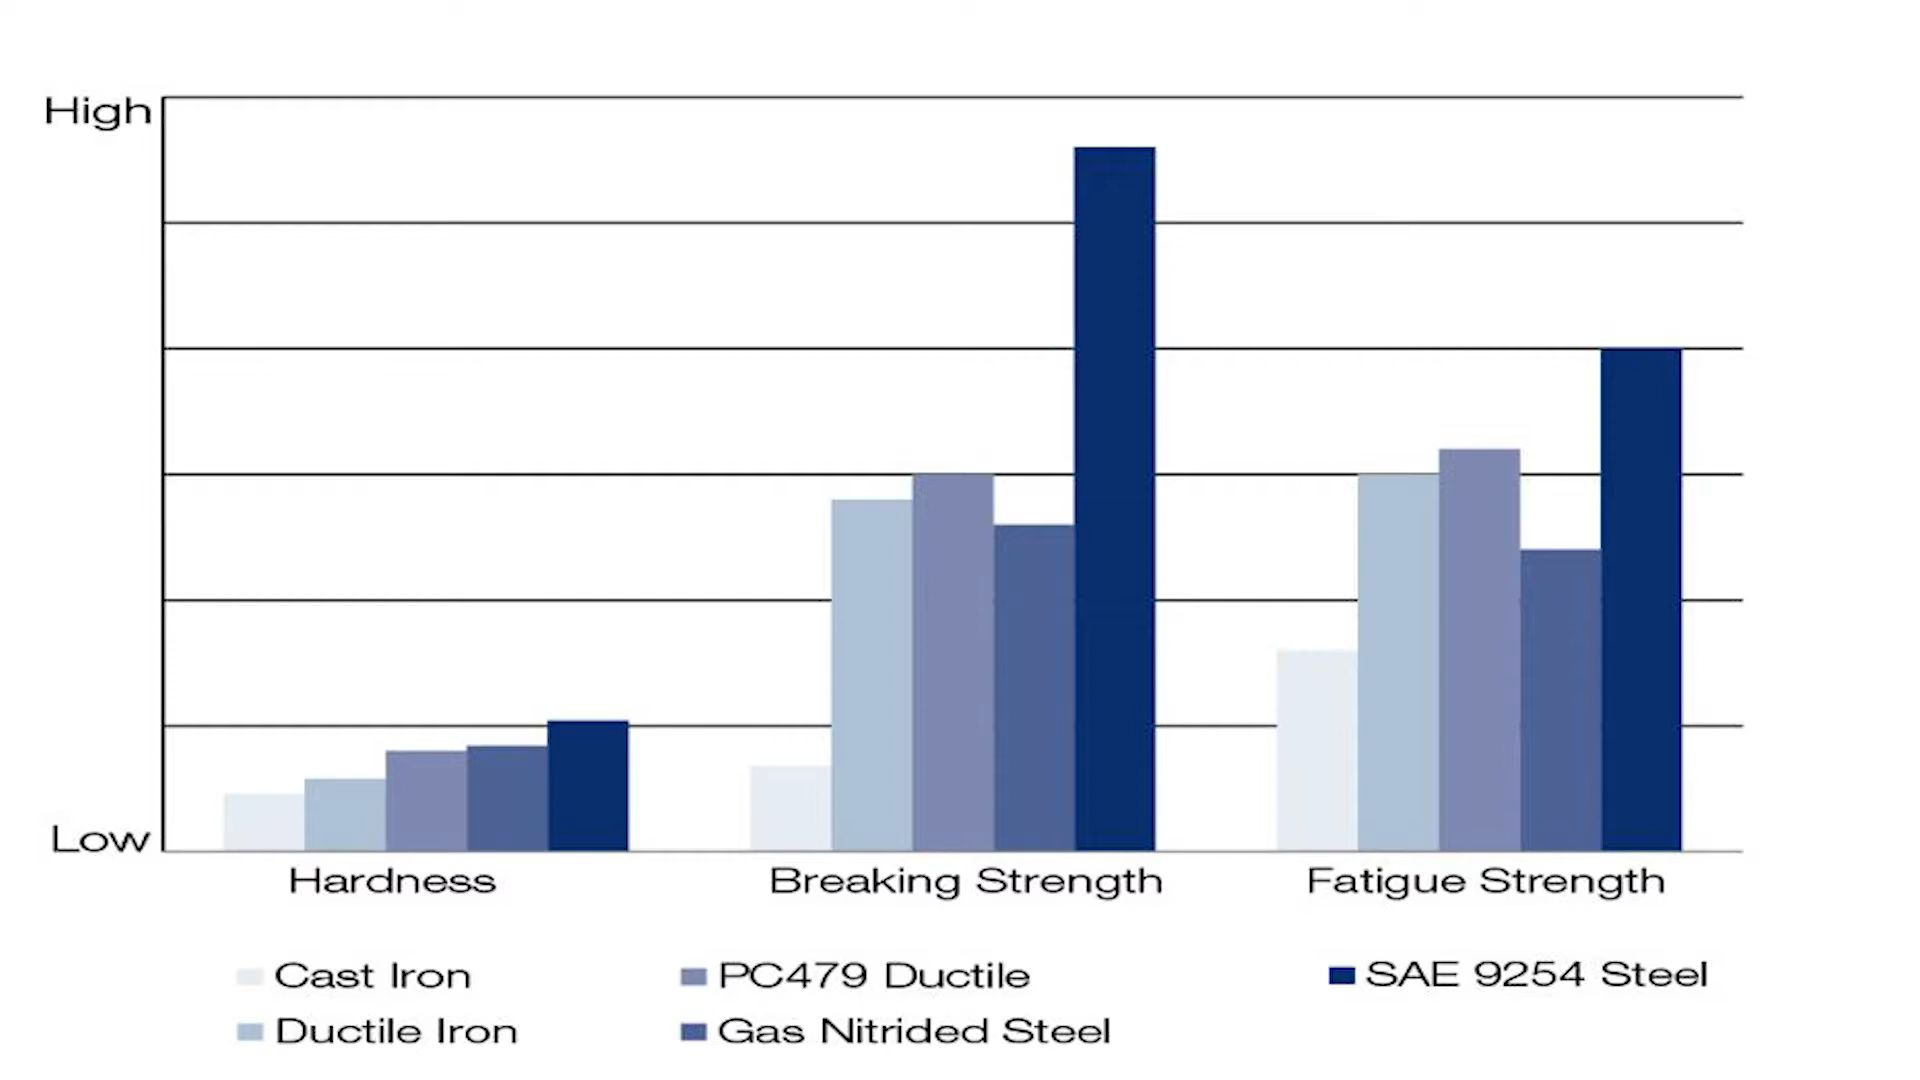 High
Low
Hardness
Breaking Strength
Fatigue Strength
Cast Iron
PC479 Ductile
SAE 9254 Steel
Ductile Iron
Gas Nitrided Steel